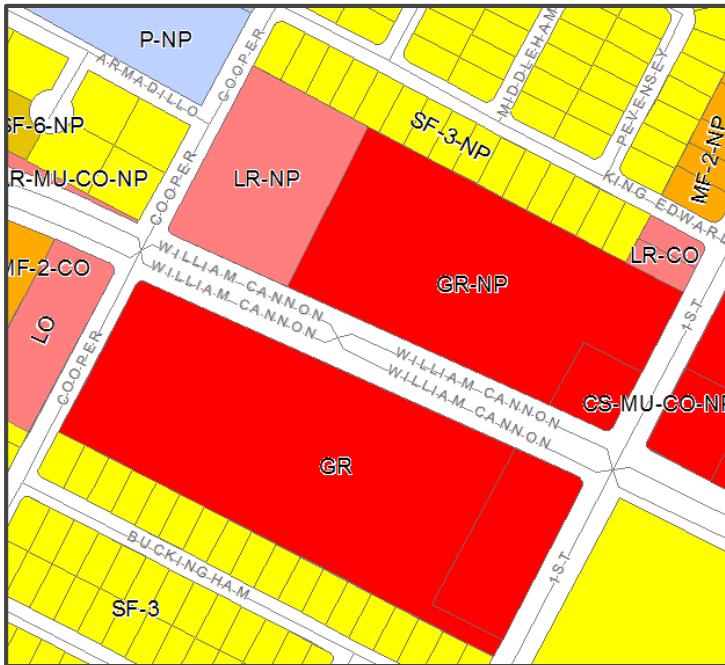 P-NP
COOPER
ARMADILLO
MIDDLEHAM
PEVENSEY
SF-6-NP
SF-3-NP
MF-2-NP
COOPER
LR-MU-CO-NP
LR-NP
KING EDWARD
LR-CO
WILLIAM CANNON
WILLIAM CANNON
MF-2-CO
GR-NP
LO
1ST
COOPER
WILLIAM CANNON
WILLIAM CANNON
CS-MU-CO-NP
GR
BUCKINGHAM
1ST
SF-3